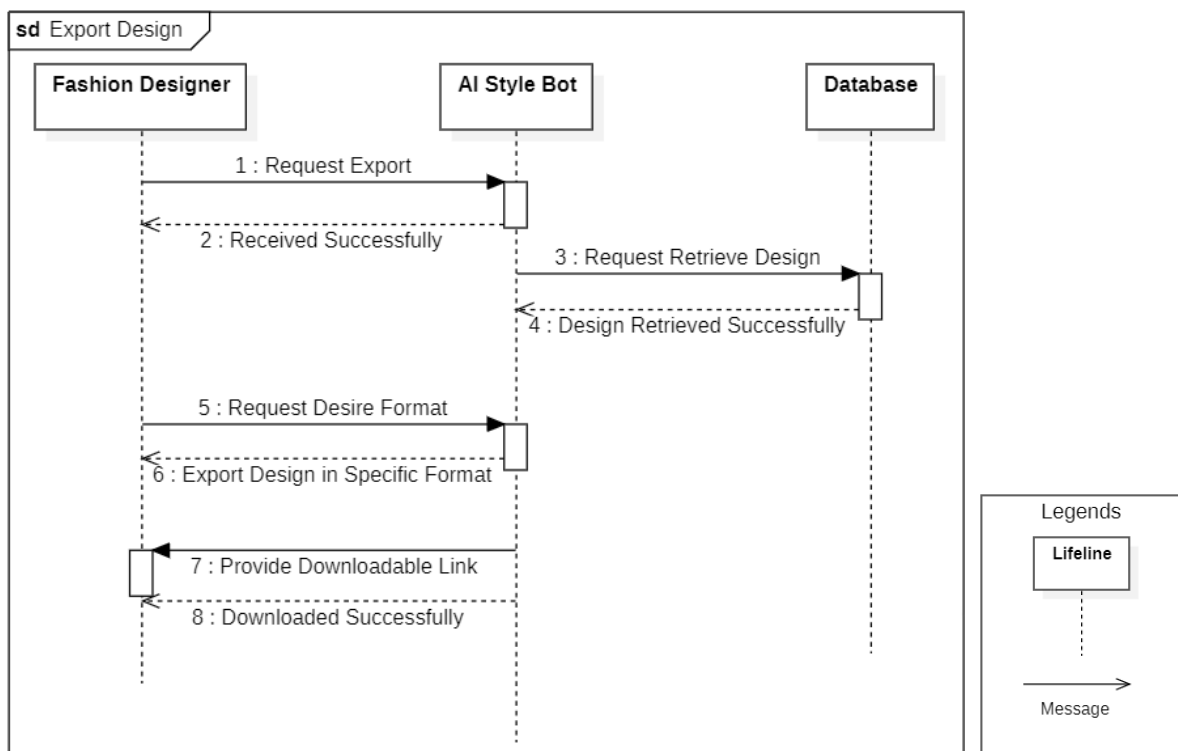 sd Export Design
Fashion Designer
AI Style Bot
Database
1 : Request Export
2 : Received Successfully
3 : Request Retrieve Design
4 : Design Retrieved Successfully
5 : Request Desire Format
6 : Export Design in Specific Format
7 : Provide Downloadable Link
8 : Downloaded Successfully
Legends
Lifeline
Message